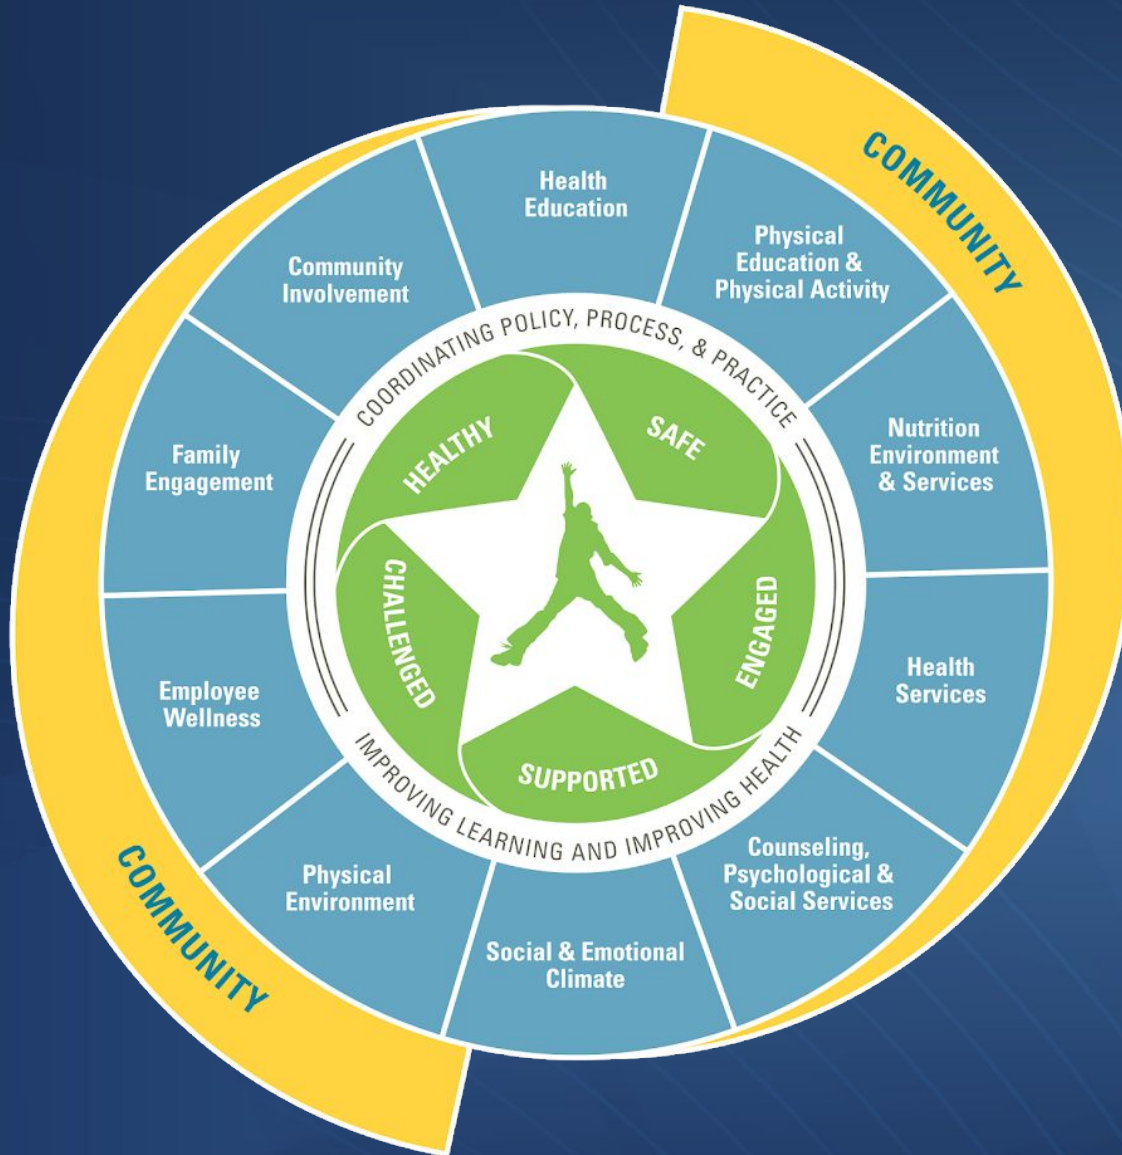 COMMUNITY
Health
Education
Physical
Education &
Physical Activity
Nutrition
Environment
& Services
Health
Services
Counseling,
Psychological &
Social Services
Social & Emotional
Climate
Physical
Environment
Employee
Wellness
Family
Engagement
Community
Involvement
COORDINATING POLICY, PROCESS, & PRACTICE
IMPROVING LEARNING AND IMPROVING HEALTH
HEALTHY
SAFE
ENGAGED
SUPPORTED
CHALLENGED
COMMUNITY